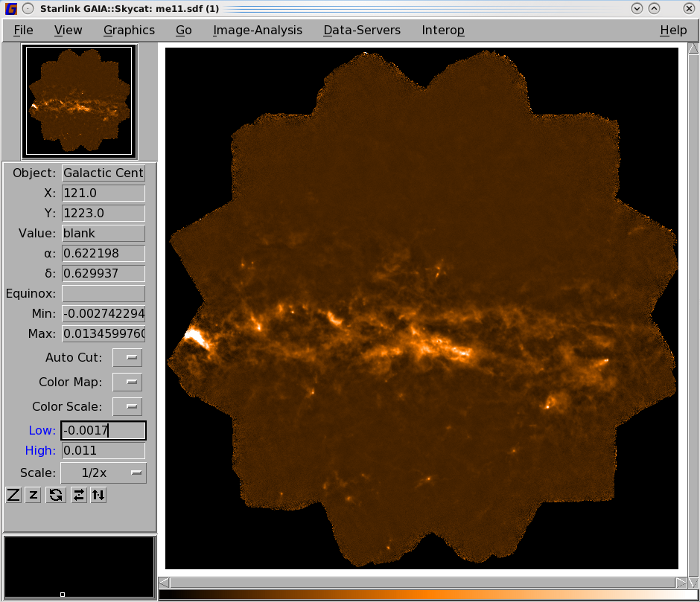 Starlink GAIA::Skycat: me11.sdf (1)
File View Graphics Go Image-Analysis Data-Servers Interop Help
Object: Galactic Cent
X: 121.0
Y: 1223.0
Value: blank
α: 0.622198
δ: 0.629937
Equinox:
Min: -0.002742294
Max: 0.0134599760
Auto Cut:
Color Map:
Color Scale:
Low: -0.0017
High: 0.011
Scale: 1/2x
Z z